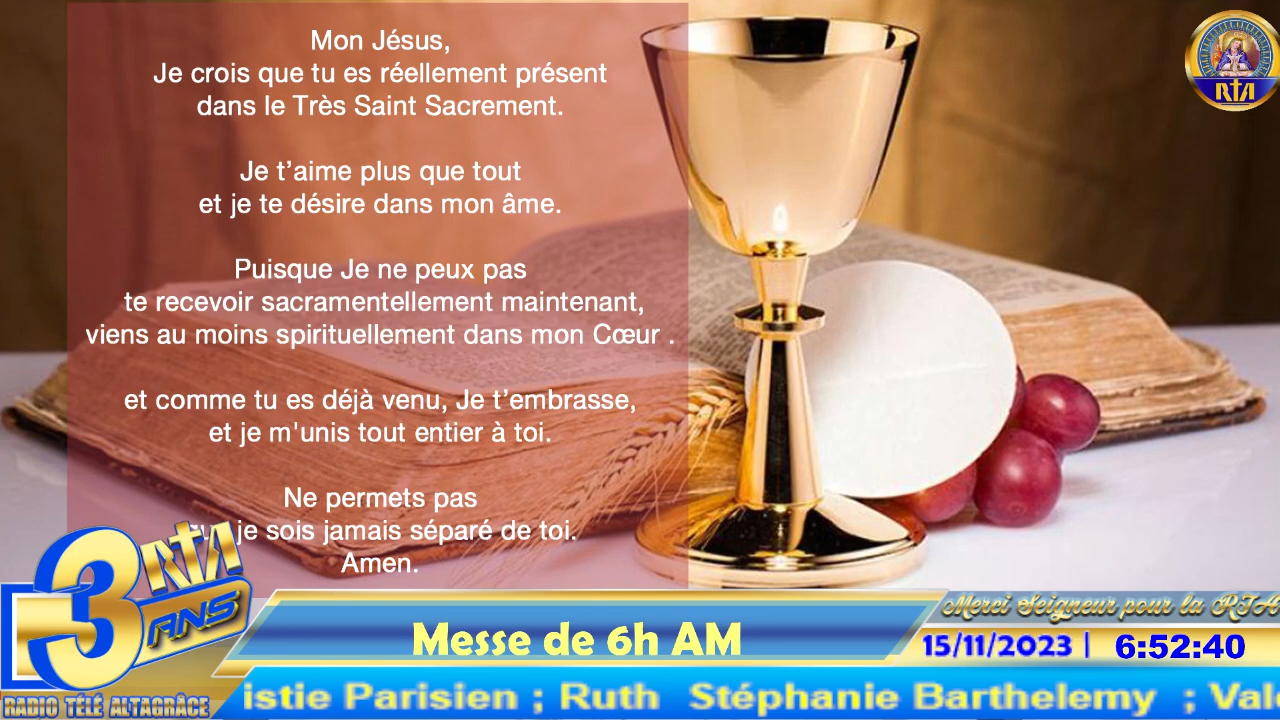 Mon Jésus,
Je crois que tu es réellement présent
dans le Très Saint Sacrement.
Je t’aime plus que tout
et je te désire dans mon âme.
Puisque Je ne peux pas
te recevoir sacramentellement maintenant,
viens au moins spirituellement dans mon Cœur .
et comme tu es déjà venu, Je t’embrasse,
et je m'unis tout entier à toi.
Ne permets pas
je sois jamais séparé de toi.
Amen.
RTA
3 RTA
ANS
RADIO TÉLÉ ALTAGRÂCE
Messe de 6h AM
Merci Seigneur pour la RTA
15/11/2023 | 6:52:40
istie Parisien ; Ruth Stéphanie Barthelemy ; Val